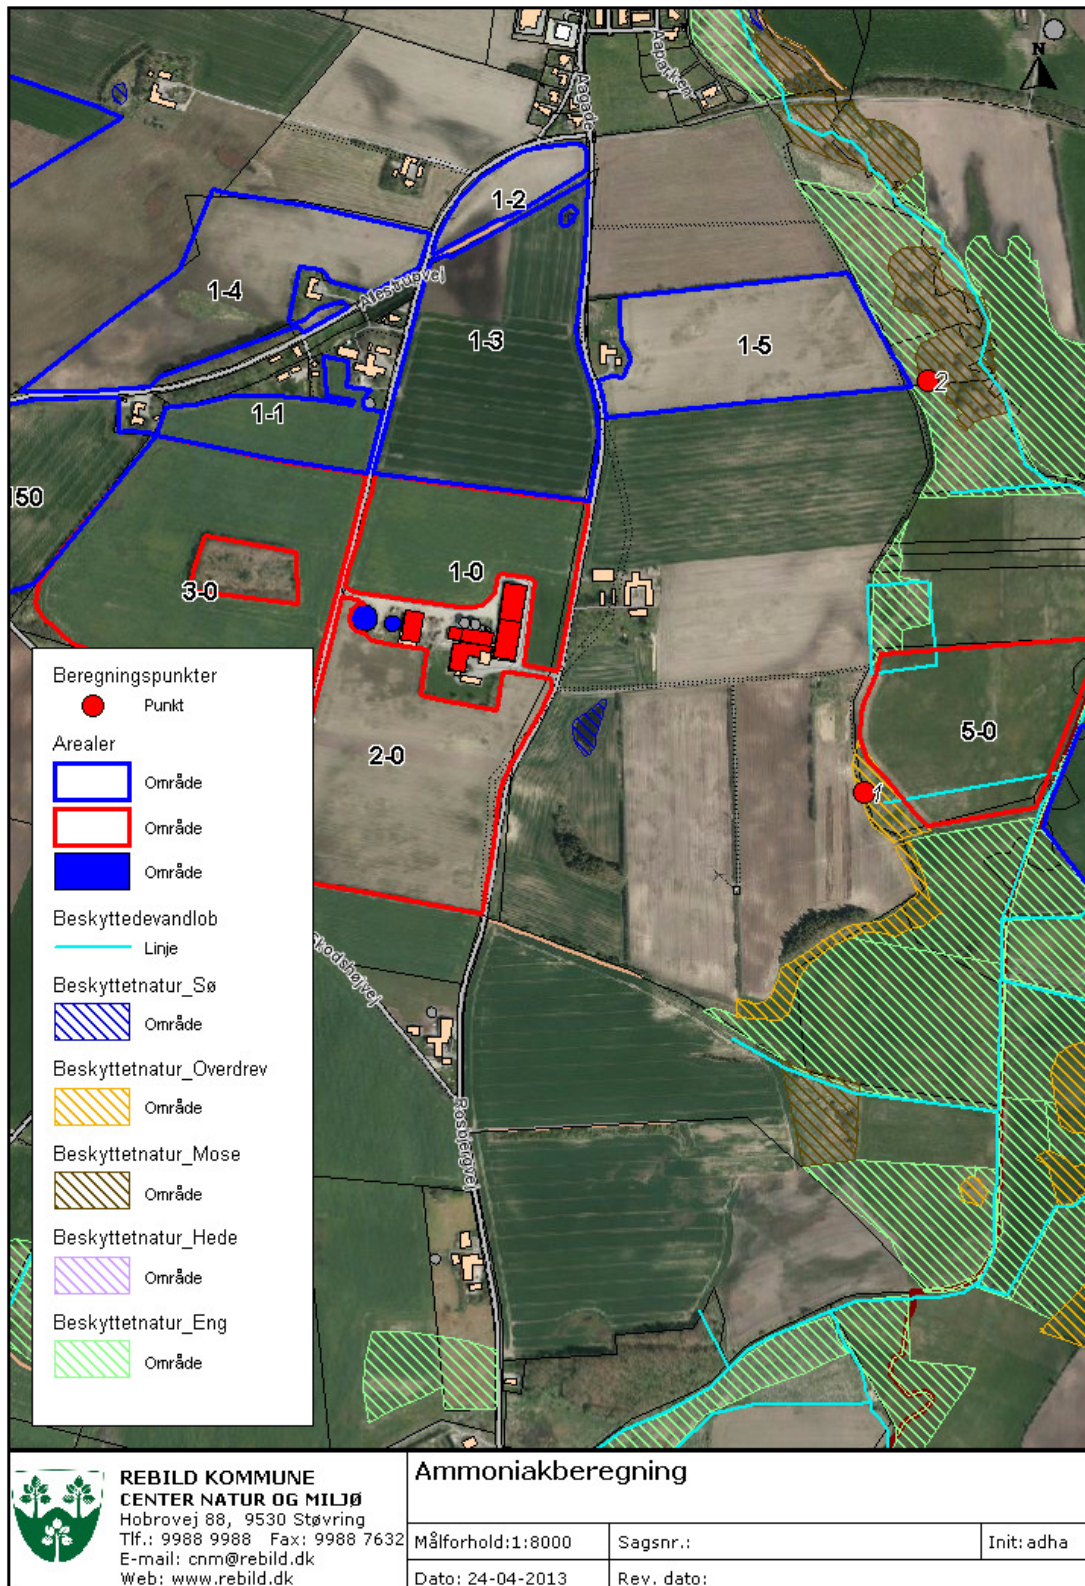 Aaparken
Aagade
N
1-2
1-4
Alestrupvej
1-3
1-5
2
1-1
150
1-0
3-0
5-0
2-0
1
Beregningspunkter
Punkt
Arealer
Område
Område
Område
Beskyttedevandlob
Linje
Beskyttetnatur_Sø
Område
Beskyttetnatur_Overdrev
Område
Beskyttetnatur_Mose
Område
Beskyttetnatur_Hede
Område
Beskyttetnatur_Eng
Område
Skodshøjvej
Rosbjergvej
REBILD KOMMUNE
CENTER NATUR OG MILJØ
Hobrovej 88, 9530 Støvring
Tlf.: 9988 9988 Fax: 9988 7632
E-mail: cnm@rebild.dk
Web: www.rebild.dk
Ammoniakberegning
Målforhold:1:8000
Sagsnr.:
Init: adha
Dato: 24-04-2013
Rev. dato: